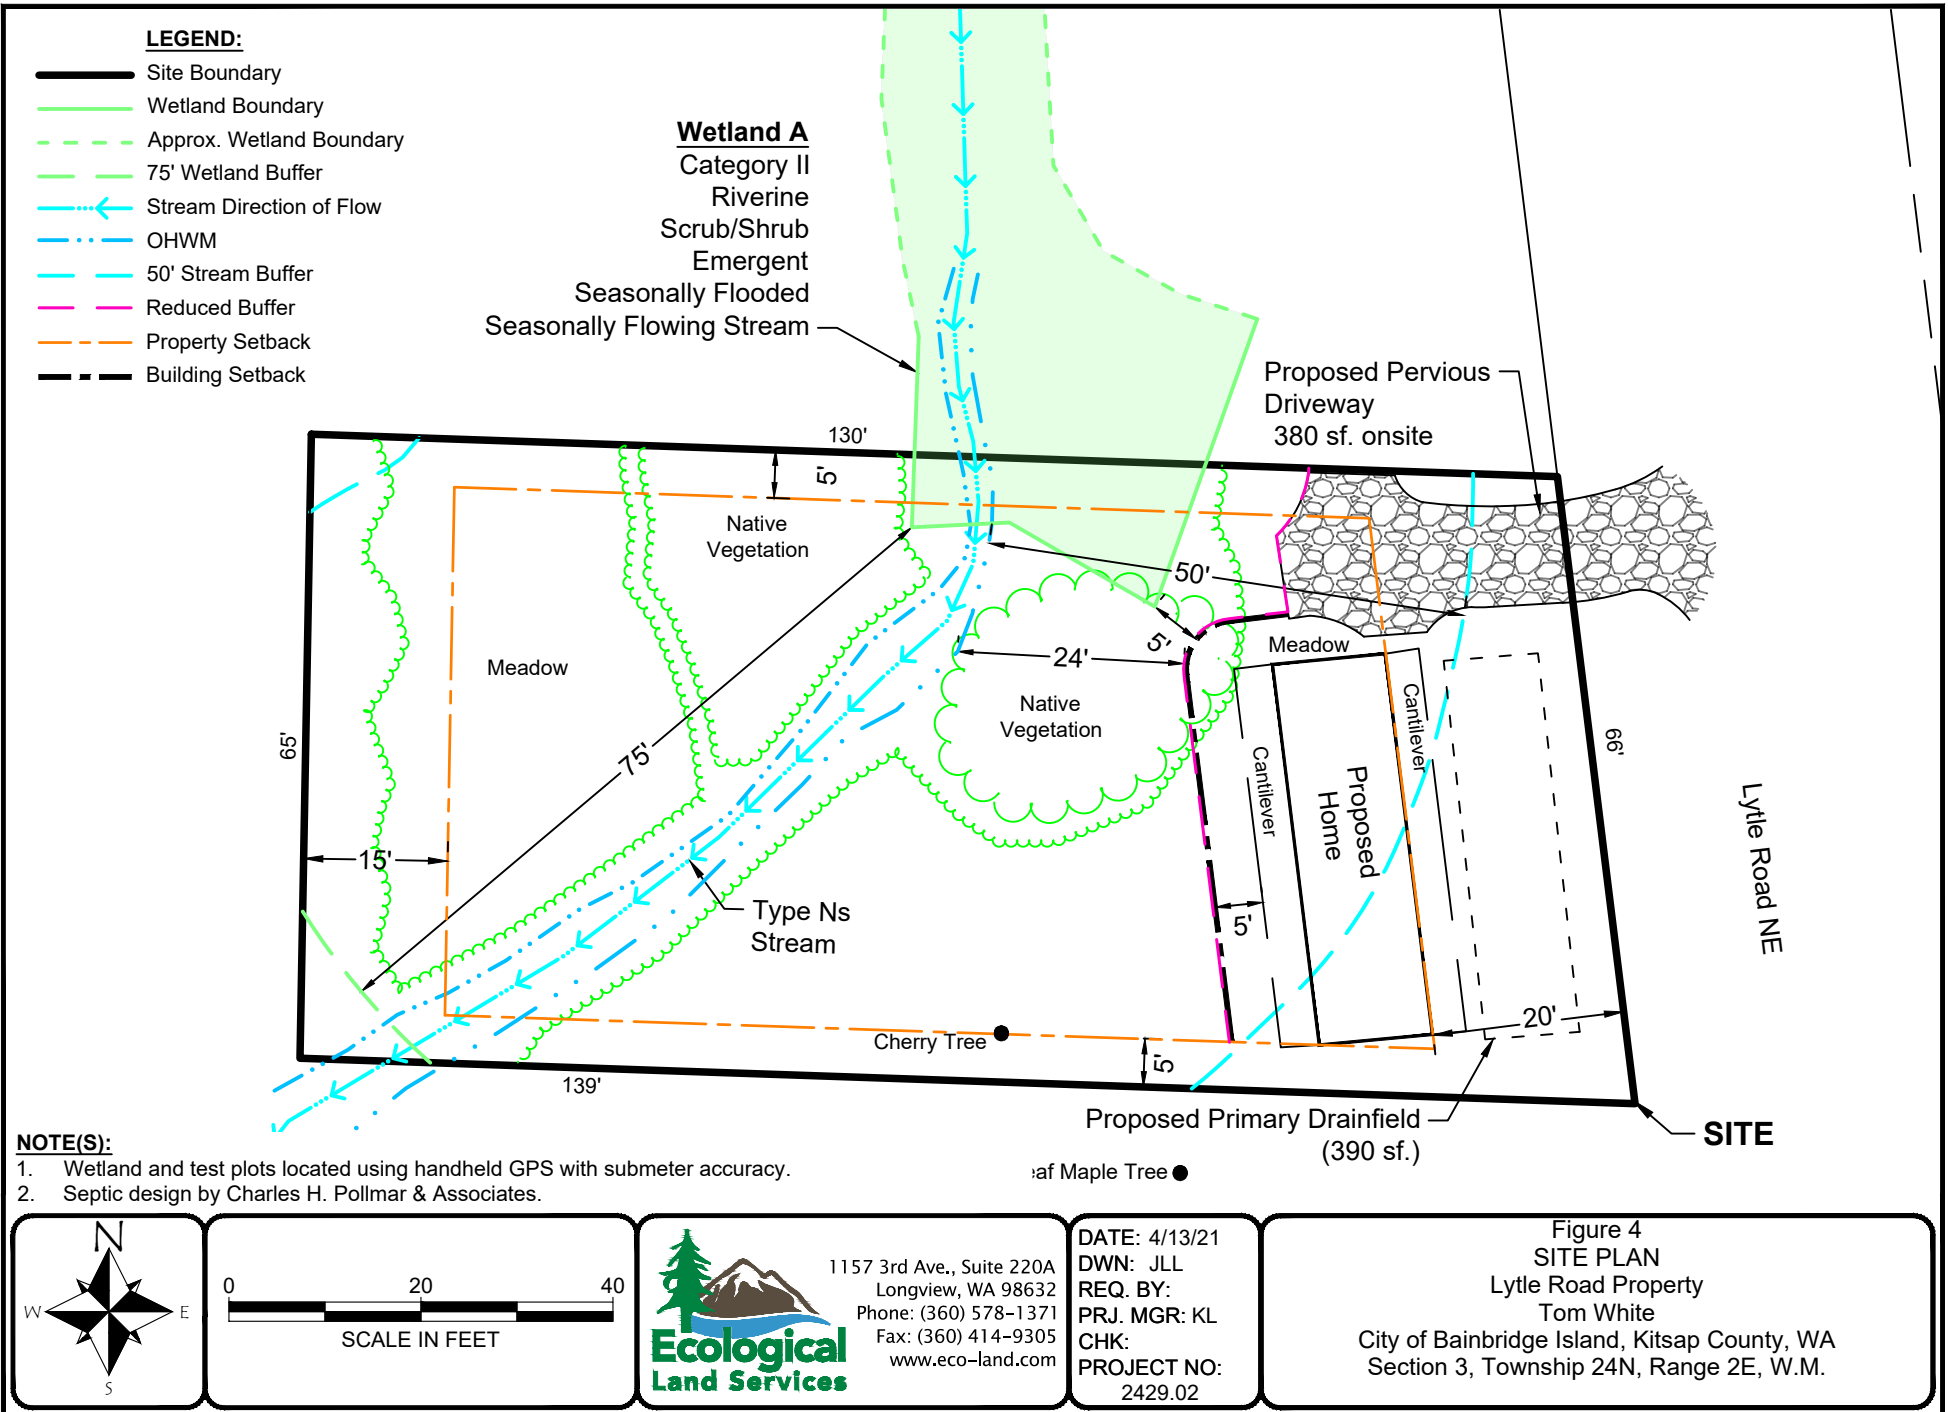 LEGEND:
Site Boundary
Wetland Boundary
Approx. Wetland Boundary
75' Wetland Buffer
Stream Direction of Flow
OHWM
50' Stream Buffer
Reduced Buffer
Property Setback
Building Setback
Wetland A
Category II
Riverine
Scrub/Shrub
Emergent
Seasonally Flooded
Seasonally Flowing Stream
Proposed Pervious
Driveway
380 sf. onsite
130'
5'
Native
Vegetation
50'
5'
Meadow
24'
Meadow
Native
Vegetation
Cantilever
65'
75'
Cantilever
Proposed
Home
66'
Lytle Road NE
15'
Type Ns
Stream
5'
20'
Cherry Tree
5'
139'
Proposed Primary Drainfield
(390 sf.)
SITE
NOTE(S):
1. Wetland and test plots located using handheld GPS with submeter accuracy.
2. Septic design by Charles H. Pollmar & Associates.
af Maple Tree
N
W
E
S
0 20 40
SCALE IN FEET
Ecological
Land Services
1157 3rd Ave., Suite 220A
Longview, WA 98632
Phone: (360) 578-1371
Fax: (360) 414-9305
www.eco-land.com
DATE: 4/13/21
DWN: JLL
REQ. BY:
PRJ. MGR: KL
CHK:
PROJECT NO:
2429.02
Figure 4
SITE PLAN
Lytle Road Property
Tom White
City of Bainbridge Island, Kitsap County, WA
Section 3, Township 24N, Range 2E, W.M.